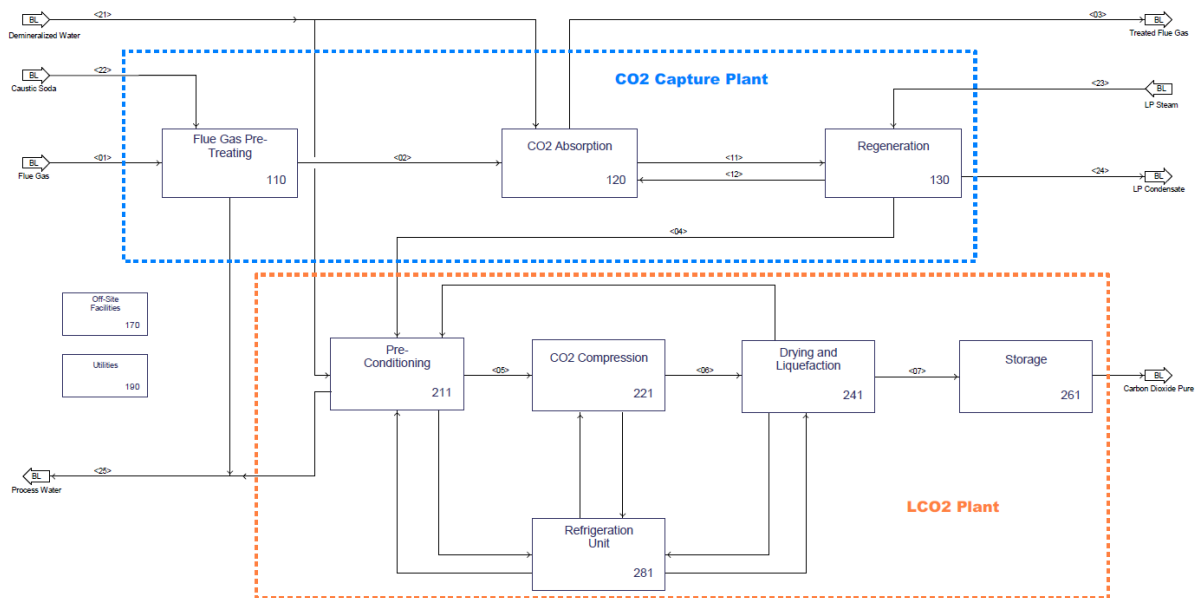 BL
<21>
Demineralized Water
<03>
BL
Treated Flue Gas
BL
<22>
Caustic Soda
CO2 Capture Plant
<23>
BL
LP Steam
BL
<01>
Flue Gas
Flue Gas Pre-
Treating
110
<02>
CO2 Absorption
120
<11>
<12>
Regeneration
130
<24>
BL
LP Condensate
<04>
Off-Site
Facilities
170
Utilities
190
Pre-
Conditioning
211
<05>
CO2 Compression
221
<06>
Drying and
Liquefaction
241
<07>
Storage
261
BL
Carbon Dioxide Pure
BL
<25>
Process Water
LCO2 Plant
Refrigeration
Unit
281